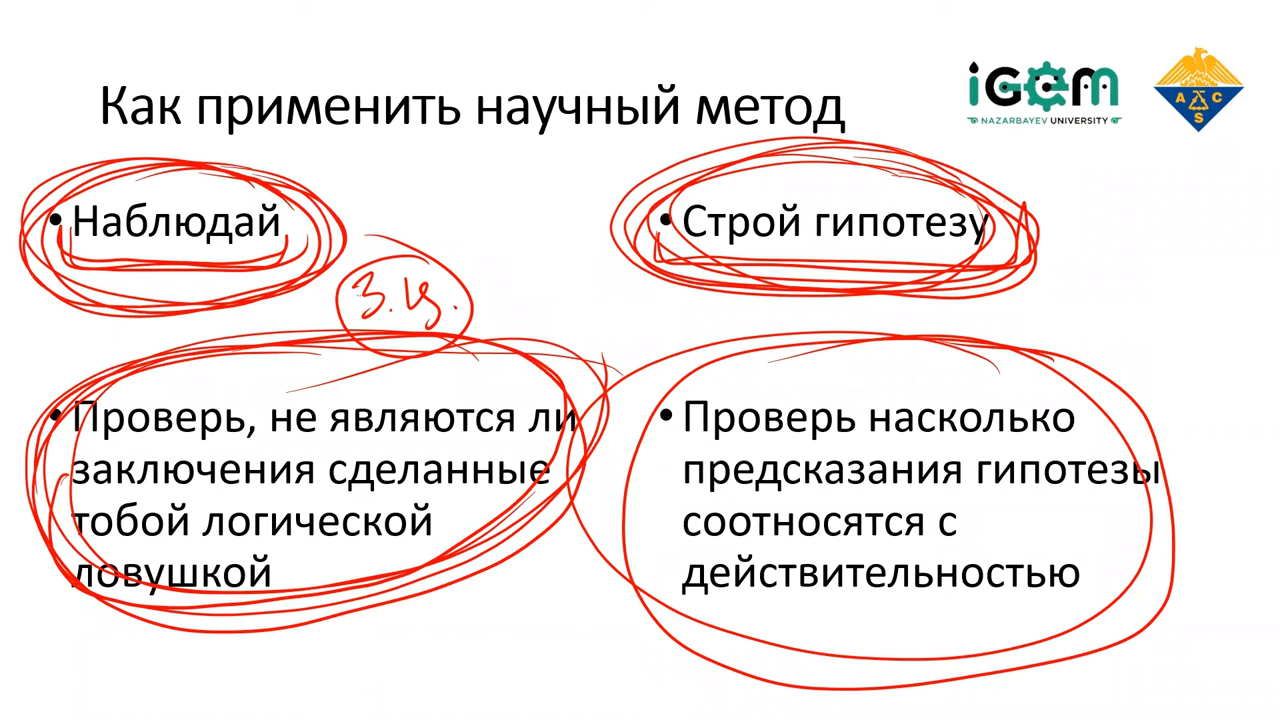 Как применить научный метод
iGem
NAZARBAYEV UNIVERSITY
A C
S
• Наблюдай
• Строй гипотезу
З.Ц.
• Проверь, не являются ли
заключения сделанные
тобой логической
ловушкой
• Проверь насколько
предсказания гипотезы
соотносятся с
действительностью